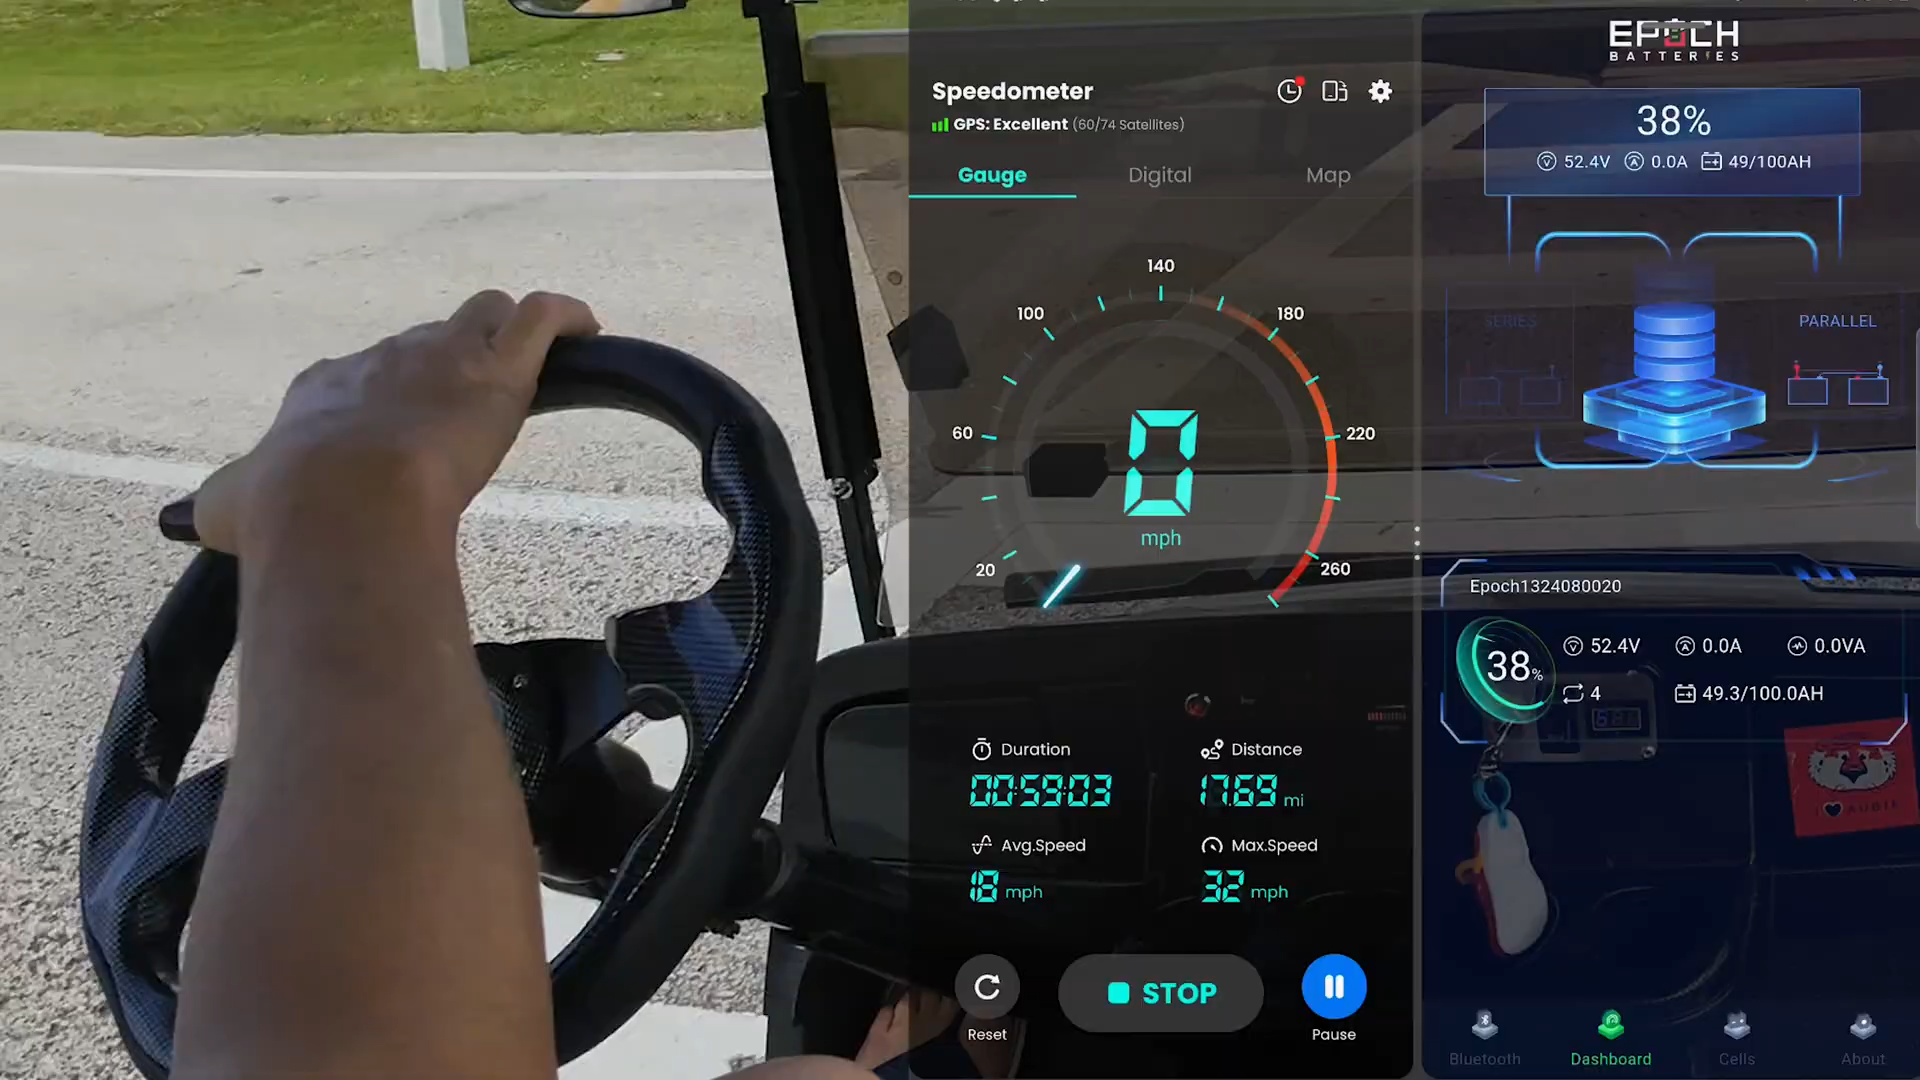 Speedometer
GPS: Excellent (60/74 Satellites)
Gauge Digital Map
140
100 180
60 220
0
mph
20 260
Duration Distance
00:59:03 17.69 mi
Avg.Speed Max.Speed
18 mph 32 mph
STOP
Reset Pause
EPOCH
BATTERIES
38%
52.4V 0.0A 49/100AH
SERIES PARALLEL
Epoch1324080020
38% 52.4V 0.0A 0.0VA
4 49.3/100.0AH
Bluetooth Dashboard Cells About